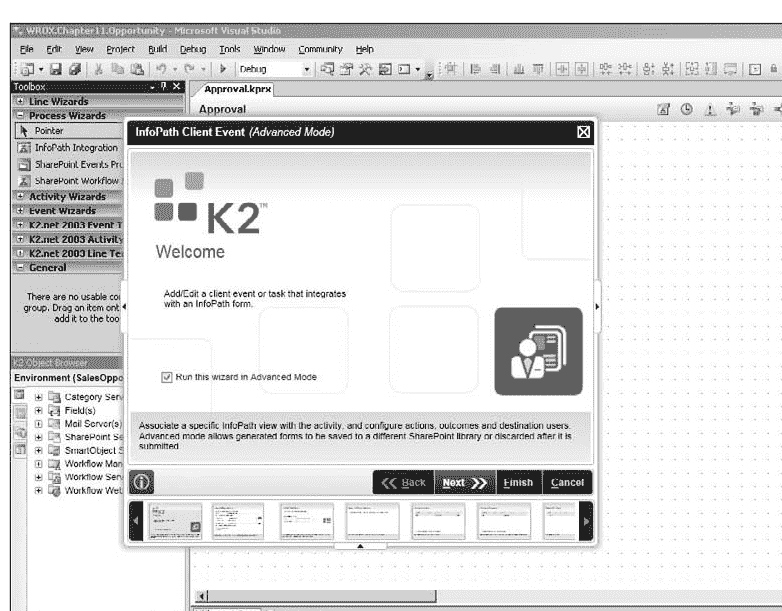 WROX.Chapter11.Opportunity - Microsoft Visual Studio
File Edit View Project Build Debug Tools Window Community Help
Debug
Toolbox
Line Wizards
Process Wizards
Pointer
InfoPath Integration
SharePoint Events Pro
SharePoint Workflow
Activity Wizards
Event Wizards
K2.net 2003 Event T
K2.net 2003 Activity
K2.net 2003 Line Te
General
There are no usable co
group. Drag an item ont
add it to the too
K2 Object Browser
Environment (SalesOppo
Category Serv
Field(s)
Mail Server(s)
SharePoint Se
SmartObject S
Workflow Man
Workflow Serv
Workflow Web
Approval.kprx
Approval
InfoPath Client Event (Advanced Mode)
K2™
Welcome
Add/Edit a client event or task that integrates
with an InfoPath form.
Run this wizard in Advanced Mode
Associate a specific InfoPath view with the activity, and configure actions, outcomes and destination users.
Advanced mode allows generated forms to be saved to a different SharePoint library or discarded after it is
submitted.
Back Next Finish Cancel